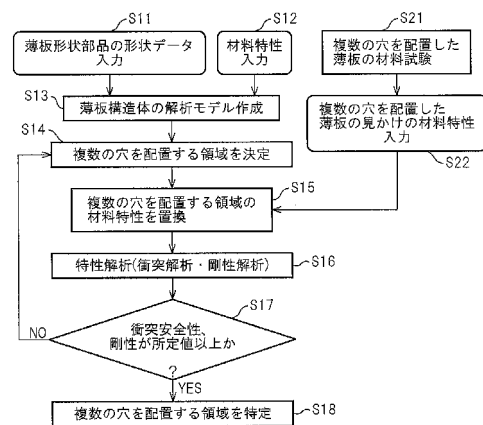 S11
薄板形状部品の形状データ
入力
S12
材料特性
入力
S21
複数の穴を配置した
薄板の材料試験
S13
薄板構造体の解析モデル作成
複数の穴を配置した
薄板の見かけの材料特性
入力
S22
S14
複数の穴を配置する領域を決定
S15
複数の穴を配置する領域の
材料特性を置換
特性解析(衝突解析・剛性解析)
S16
S17
衝突安全性、
剛性が所定値以上か
?
NO
YES
複数の穴を配置する領域を特定
S18